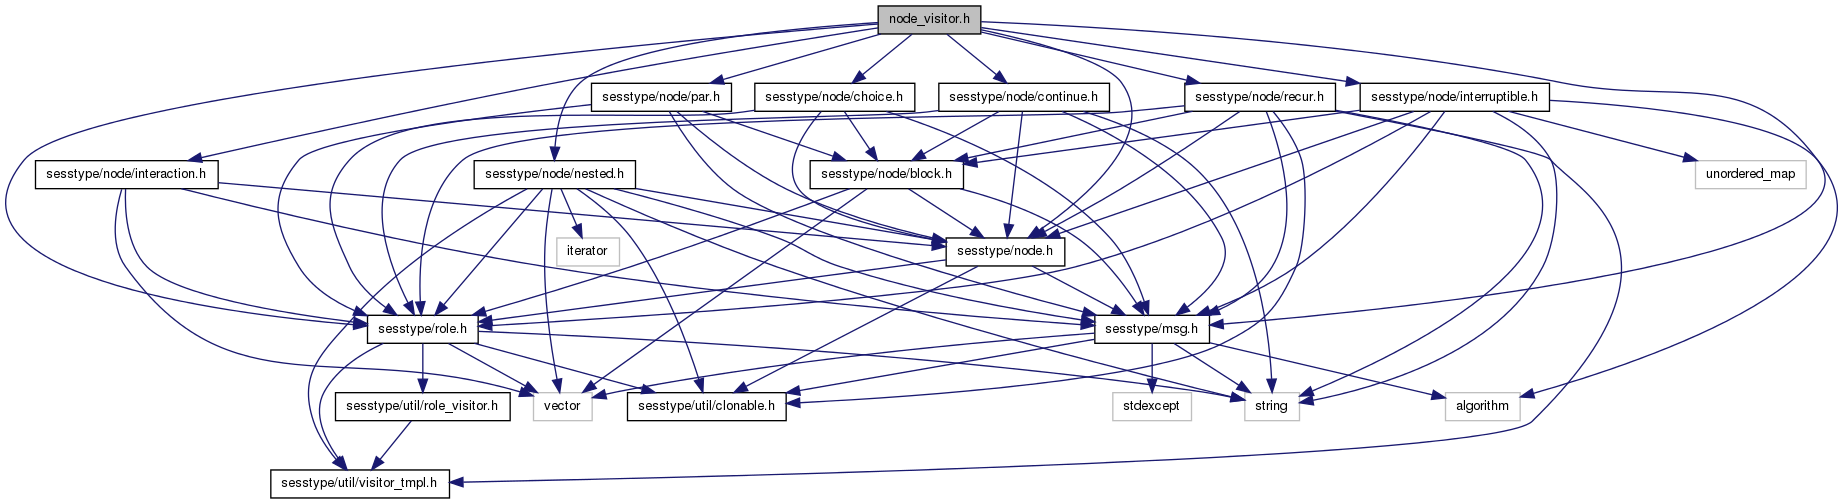 node_visitor.h
sesstype/node/par.h
sesstype/node/choice.h
sesstype/node/continue.h
sesstype/node/recur.h
sesstype/node/interruptible.h
sesstype/node/interaction.h
sesstype/node/nested.h
sesstype/node/block.h
unordered_map
iterator
sesstype/node.h
sesstype/role.h
sesstype/msg.h
sesstype/util/role_visitor.h
vector
sesstype/util/clonable.h
stdexcept
string
algorithm
sesstype/util/visitor_tmpl.h